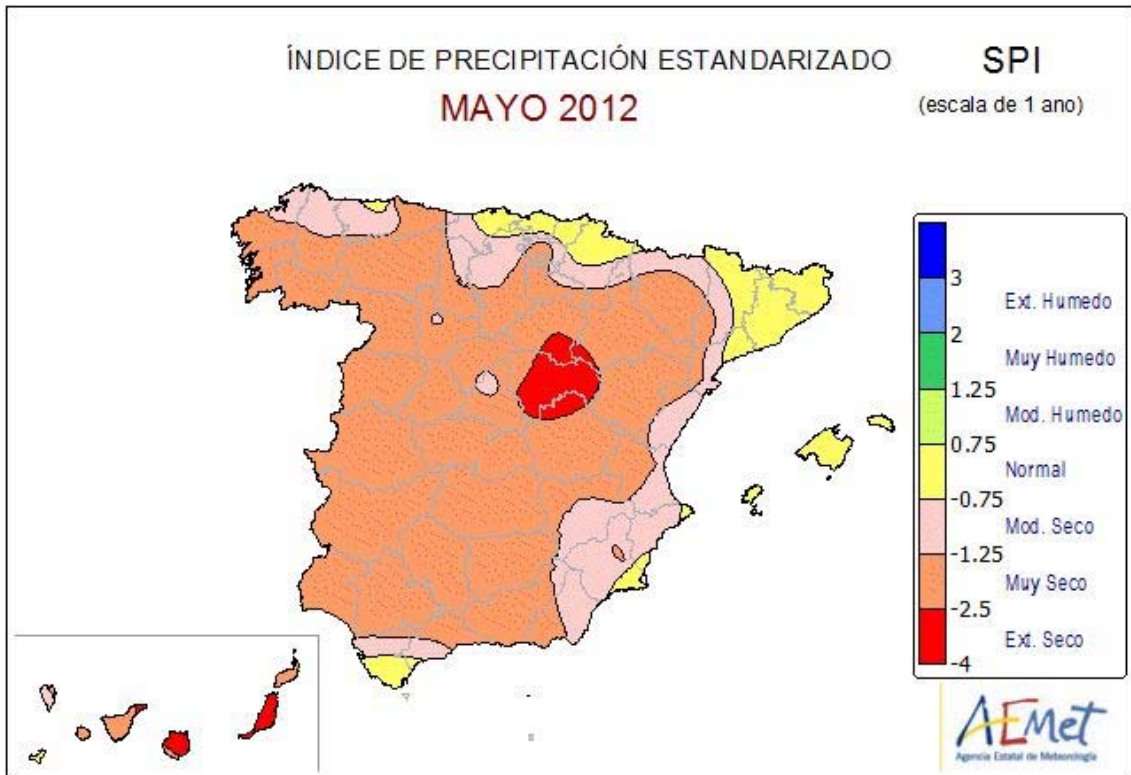 ÍNDICE DE PRECIPITACIÓN ESTANDARIZADO
SPI
MAYO 2012
(escala de 1 ano)
3
Ext. Humedo
2
Muy Humedo
1.25
Mod. Humedo
0.75
Normal
-0.75
Mod. Seco
-1.25
Muy Seco
-2.5
Ext. Seco
-4
AEMet
Agencia Estatal de Meteorología